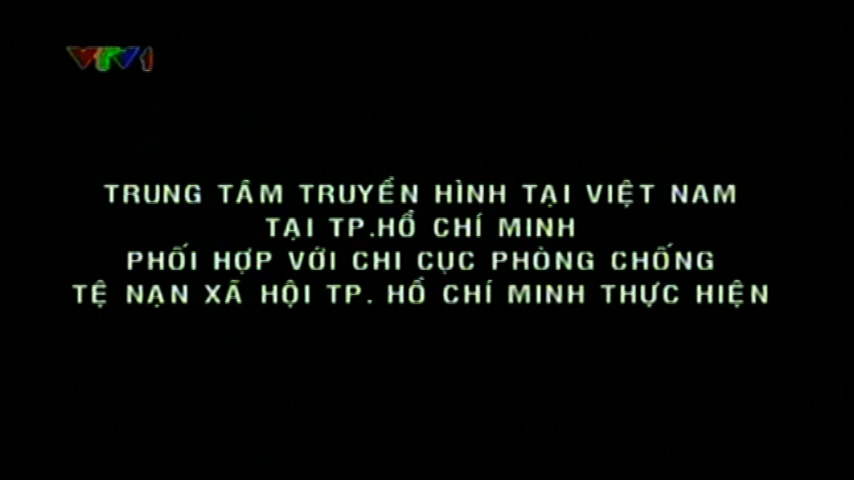 VTV1
TRUNG TÂM TRUYỀN HÌNH TẠI VIỆT NAM
TẠI TP.HỒ CHÍ MINH
PHỐI HỢP VỚI CHI CỤC PHÒNG CHỐNG
TỆ NẠN XÃ HỘI TP. HỒ CHÍ MINH THỰC HIỆN